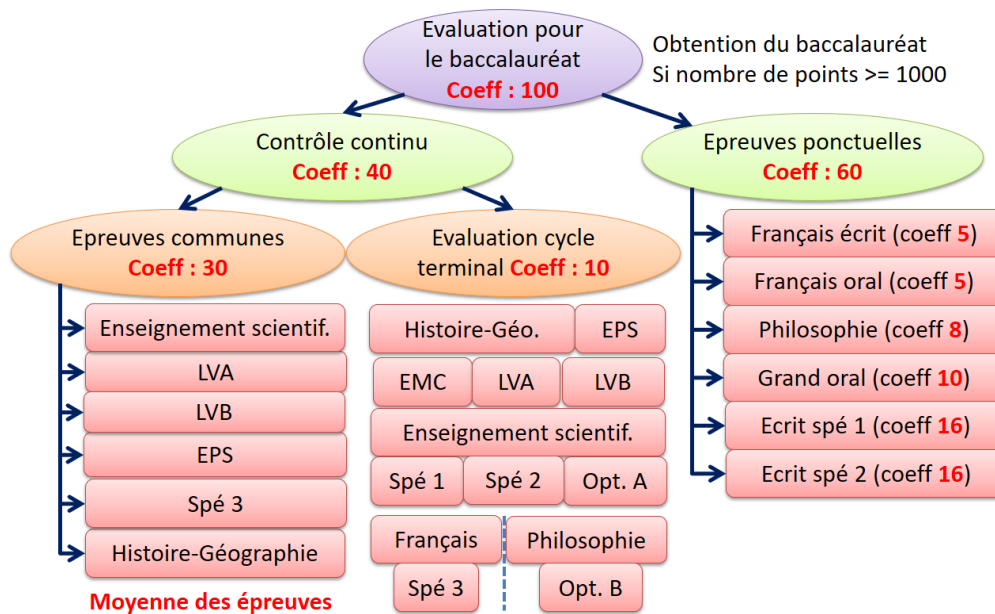 Evaluation pour
le baccalauréat
Coeff : 100
Obtention du baccalauréat
Si nombre de points >= 1000
Contrôle continu
Coeff : 40
Epreuves ponctuelles
Coeff : 60
Epreuves communes
Coeff : 30
Evaluation cycle
terminal Coeff : 10
Enseignement scientif.
LVA
LVB
EPS
Spé 3
Histoire-Géographie
Moyenne des épreuves
Histoire-Géo. EPS
EMC LVA LVB
Enseignement scientif.
Spé 1 Spé 2 Opt. A
Français Philosophie
Spé 3 Opt. B
Français écrit (coeff 5)
Français oral (coeff 5)
Philosophie (coeff 8)
Grand oral (coeff 10)
Ecrit spé 1 (coeff 16)
Ecrit spé 2 (coeff 16)